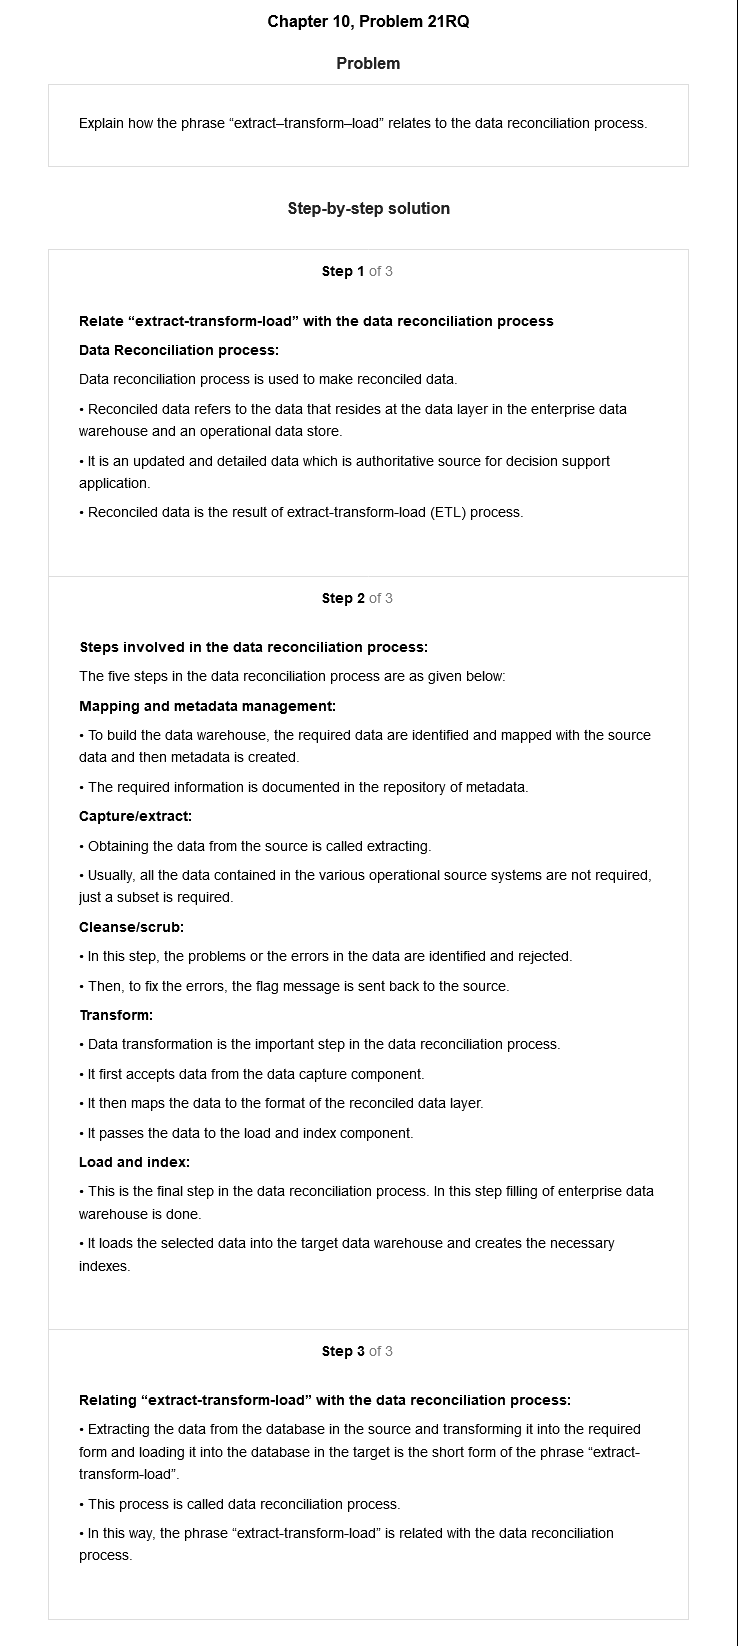 Chapter 10, Problem 21RQ
Problem
Explain how the phrase “extract–transform–load” relates to the data reconciliation process.
Step-by-step solution
Step 1 of 3
Relate “extract-transform-load” with the data reconciliation process
Data Reconciliation process:
Data reconciliation process is used to make reconciled data.
• Reconciled data refers to the data that resides at the data layer in the enterprise data
warehouse and an operational data store.
• It is an updated and detailed data which is authoritative source for decision support
application.
• Reconciled data is the result of extract-transform-load (ETL) process.
Step 2 of 3
Steps involved in the data reconciliation process:
The five steps in the data reconciliation process are as given below:
Mapping and metadata management:
• To build the data warehouse, the required data are identified and mapped with the source
data and then metadata is created.
• The required information is documented in the repository of metadata.
Capture/extract:
• Obtaining the data from the source is called extracting.
• Usually, all the data contained in the various operational source systems are not required,
just a subset is required.
Cleanse/scrub:
• In this step, the problems or the errors in the data are identified and rejected.
• Then, to fix the errors, the flag message is sent back to the source.
Transform:
• Data transformation is the important step in the data reconciliation process.
• It first accepts data from the data capture component.
• It then maps the data to the format of the reconciled data layer.
• It passes the data to the load and index component.
Load and index:
• This is the final step in the data reconciliation process. In this step filling of enterprise data
warehouse is done.
• It loads the selected data into the target data warehouse and creates the necessary
indexes.
Step 3 of 3
Relating “extract-transform-load” with the data reconciliation process:
• Extracting the data from the database in the source and transforming it into the required
form and loading it into the database in the target is the short form of the phrase “extract-
transform-load”.
• This process is called data reconciliation process.
• In this way, the phrase “extract-transform-load” is related with the data reconciliation
process.